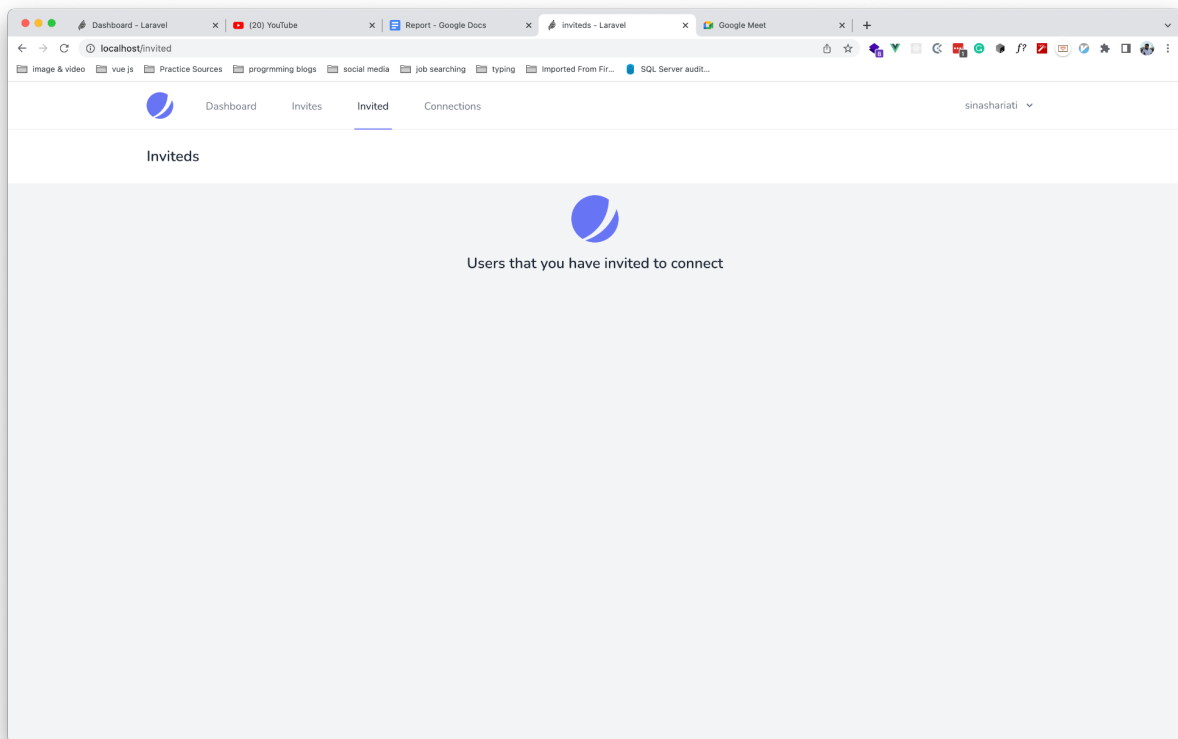 Dashboard - Laravel
(20) YouTube
Report - Google Docs
inviteds - Laravel
Google Meet
localhost/invited
f?
image & video
vue js
Practice Sources
progrmming blogs
social media
job searching
typing
Imported From Fir...
SQL Server audit...
Dashboard
Invites
Invited
Connections
sinashariati
Inviteds
Users that you have invited to connect